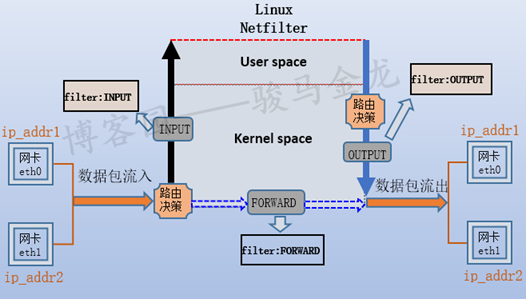 Linux
Netfilter
User space
filter:INPUT
filter:OUTPUT
路由
决策
博客园——骏马金龙
INPUT
Kernel space
OUTPUT
ip_addr1
ip_addr1
网卡
eth0
数据包流入
数据包流出
网卡
eth0
路由
决策
FORWARD
网卡
eth1
网卡
eth1
filter:FORWARD
ip_addr2
ip_addr2